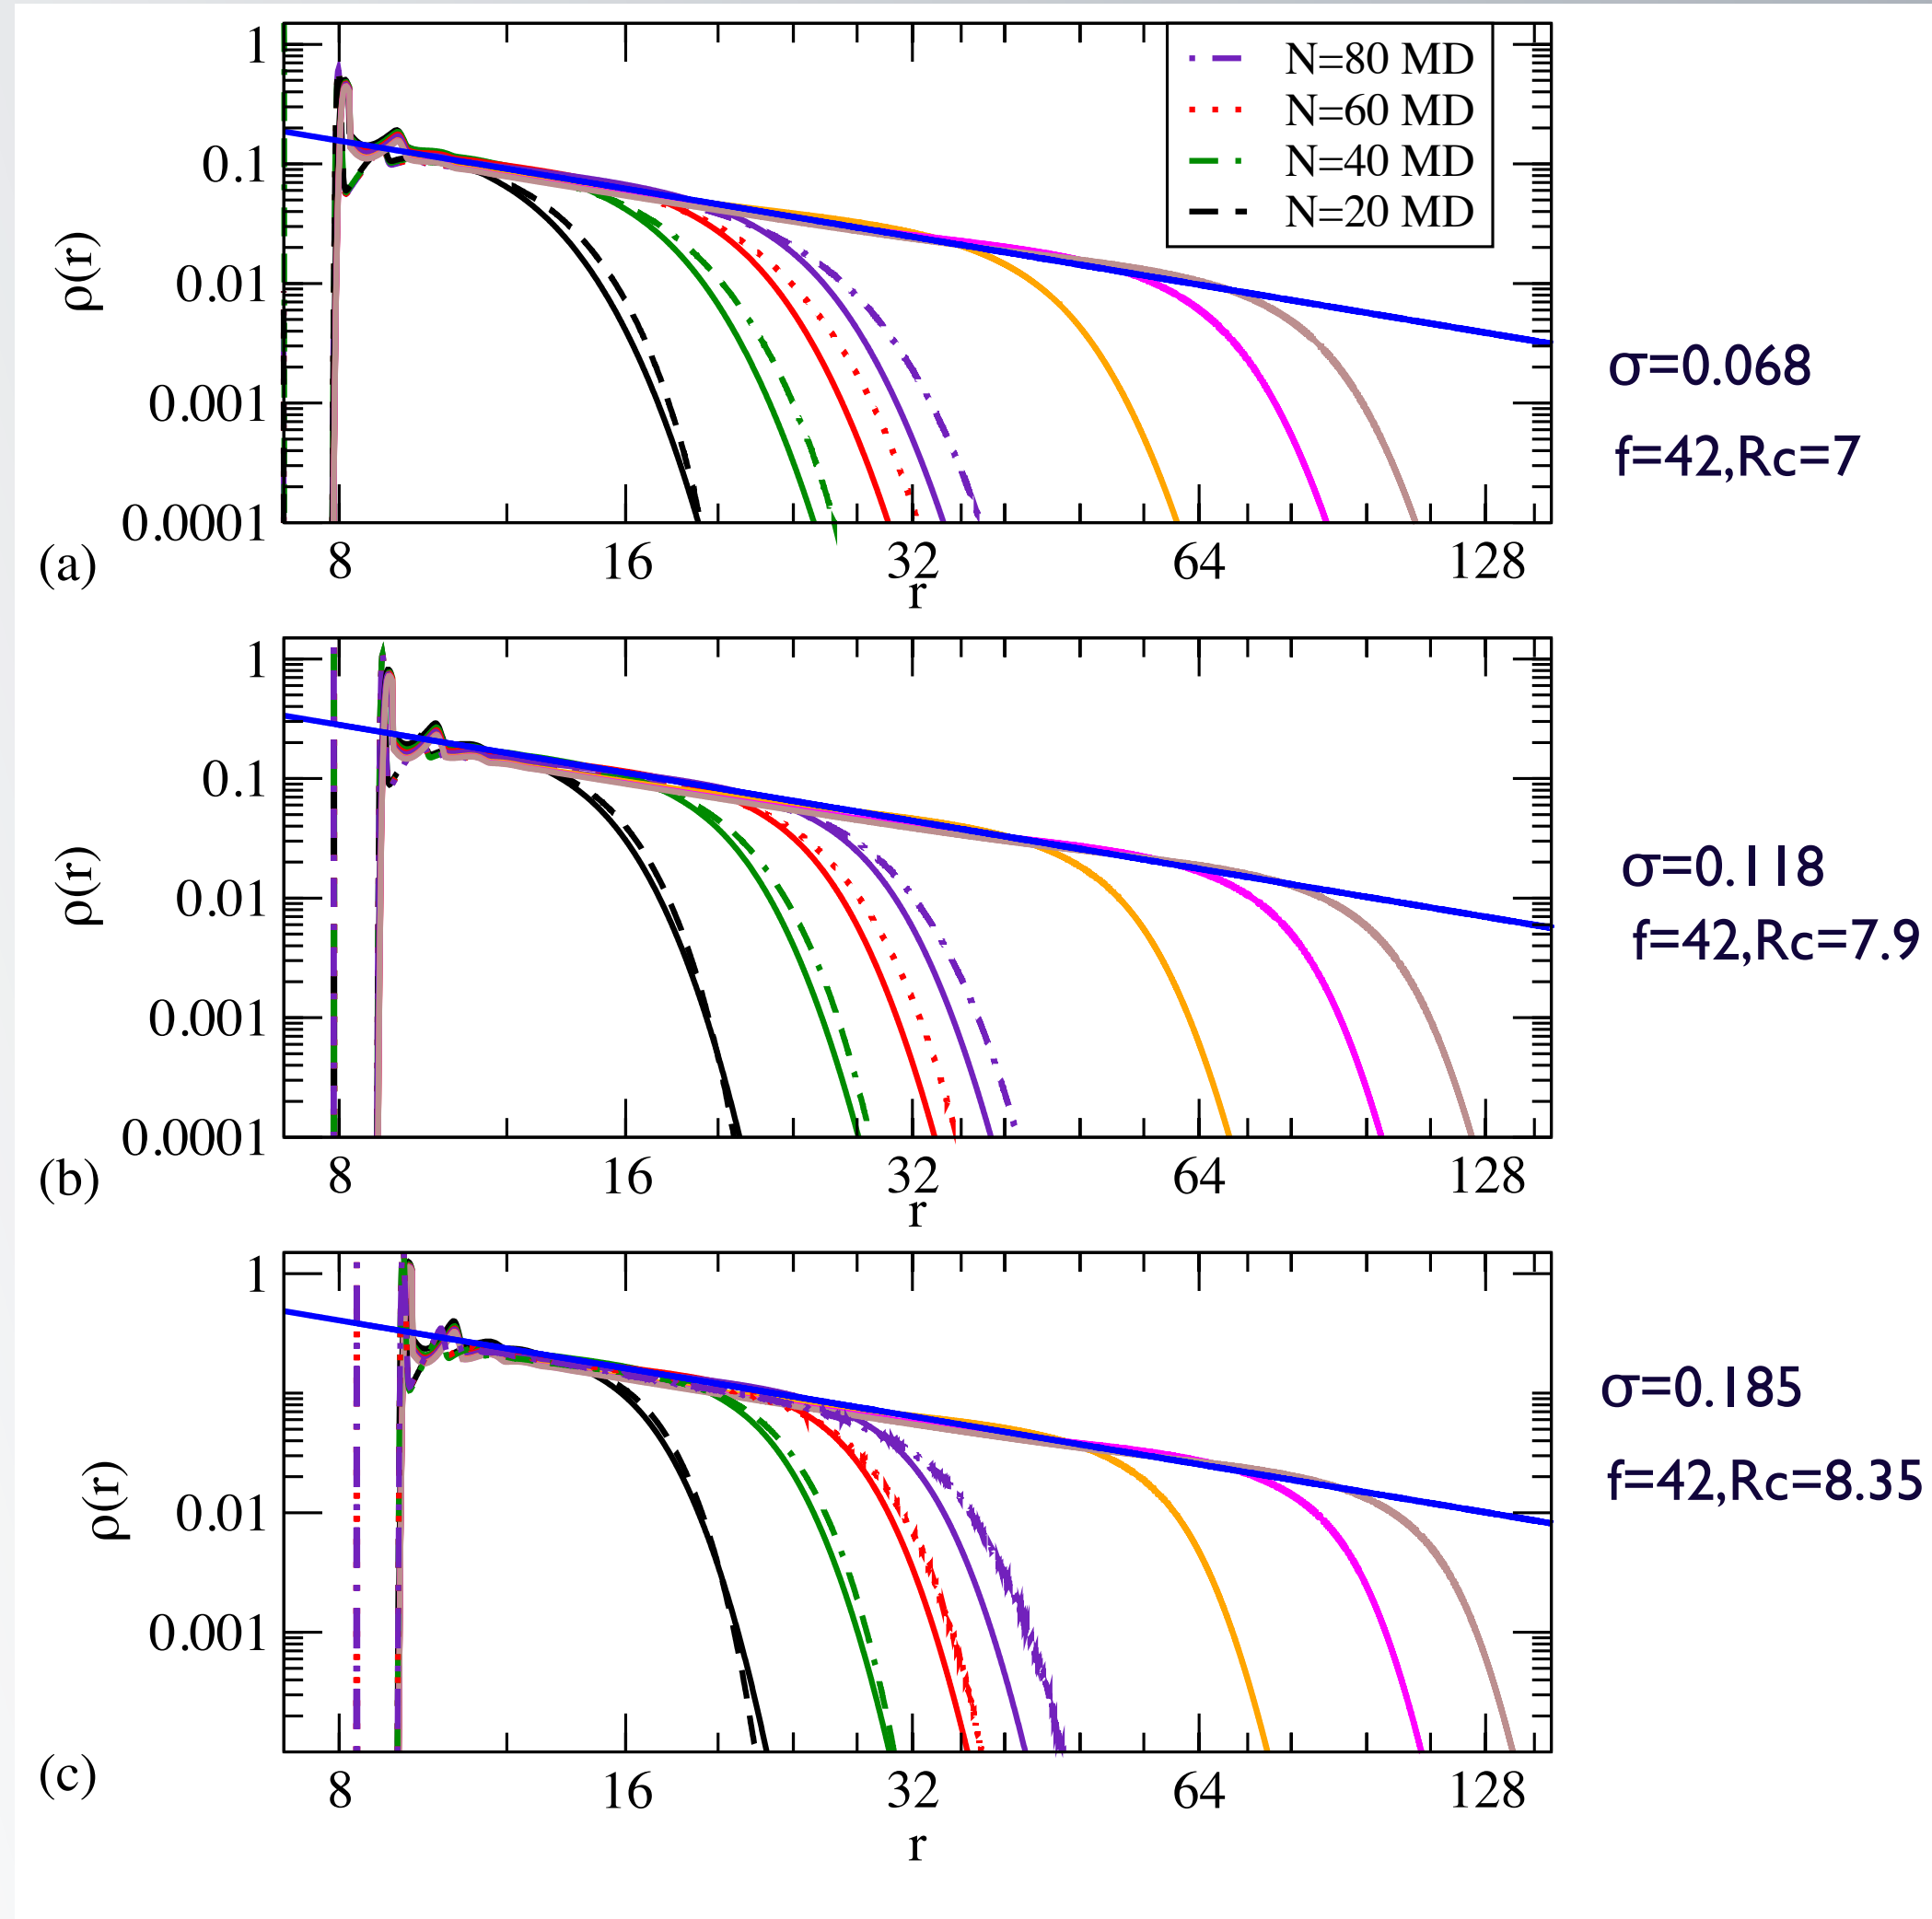 N=80 MD
N=60 MD
N=40 MD
N=20 MD
1
0.1
0.01
0.001
0.0001
ρ(r)
(a)
8 16 32 64 128
r
σ=0.068
f=42,Rc=7
1
0.1
0.01
0.001
0.0001
ρ(r)
(b)
8 16 32 64 128
r
σ=0.118
f=42,Rc=7.9
1
0.01
0.001
ρ(r)
(c)
8 16 32 64 128
r
σ=0.185
f=42,Rc=8.35